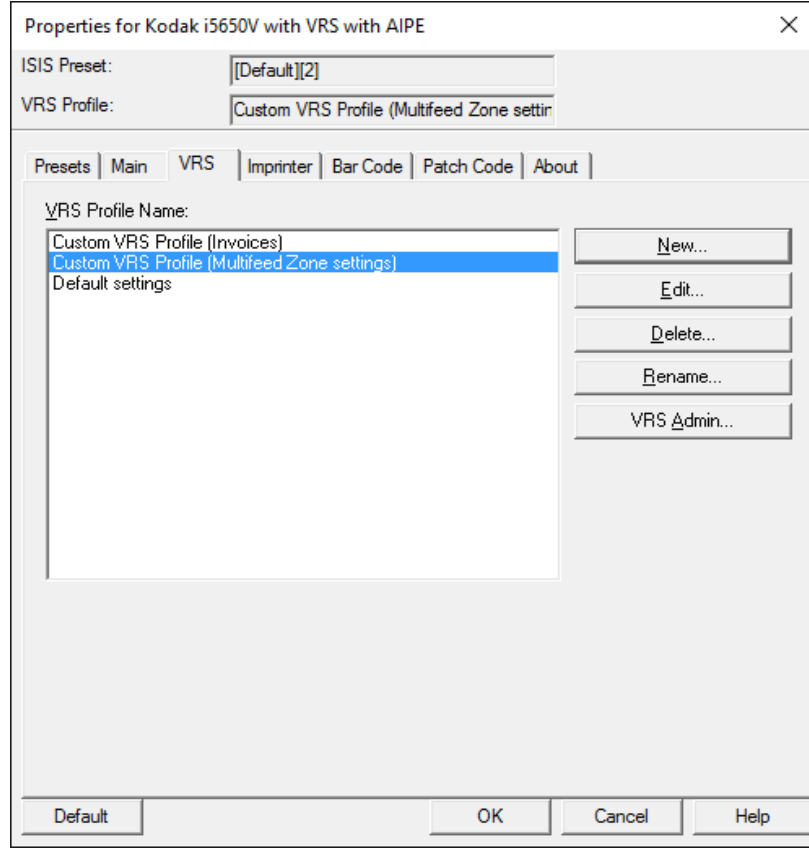 Properties for Kodak i5650V with VRS with AIPE
ISIS Preset: [Default][2]
VRS Profile: Custom VRS Profile (Multifeed Zone settin
Presets Main VRS Imprinter Bar Code Patch Code About
VRS Profile Name:
Custom VRS Profile (Invoices)
Custom VRS Profile (Multifeed Zone settings)
Default settings
New...
Edit...
Delete...
Rename...
VRS Admin...
Default OK Cancel Help